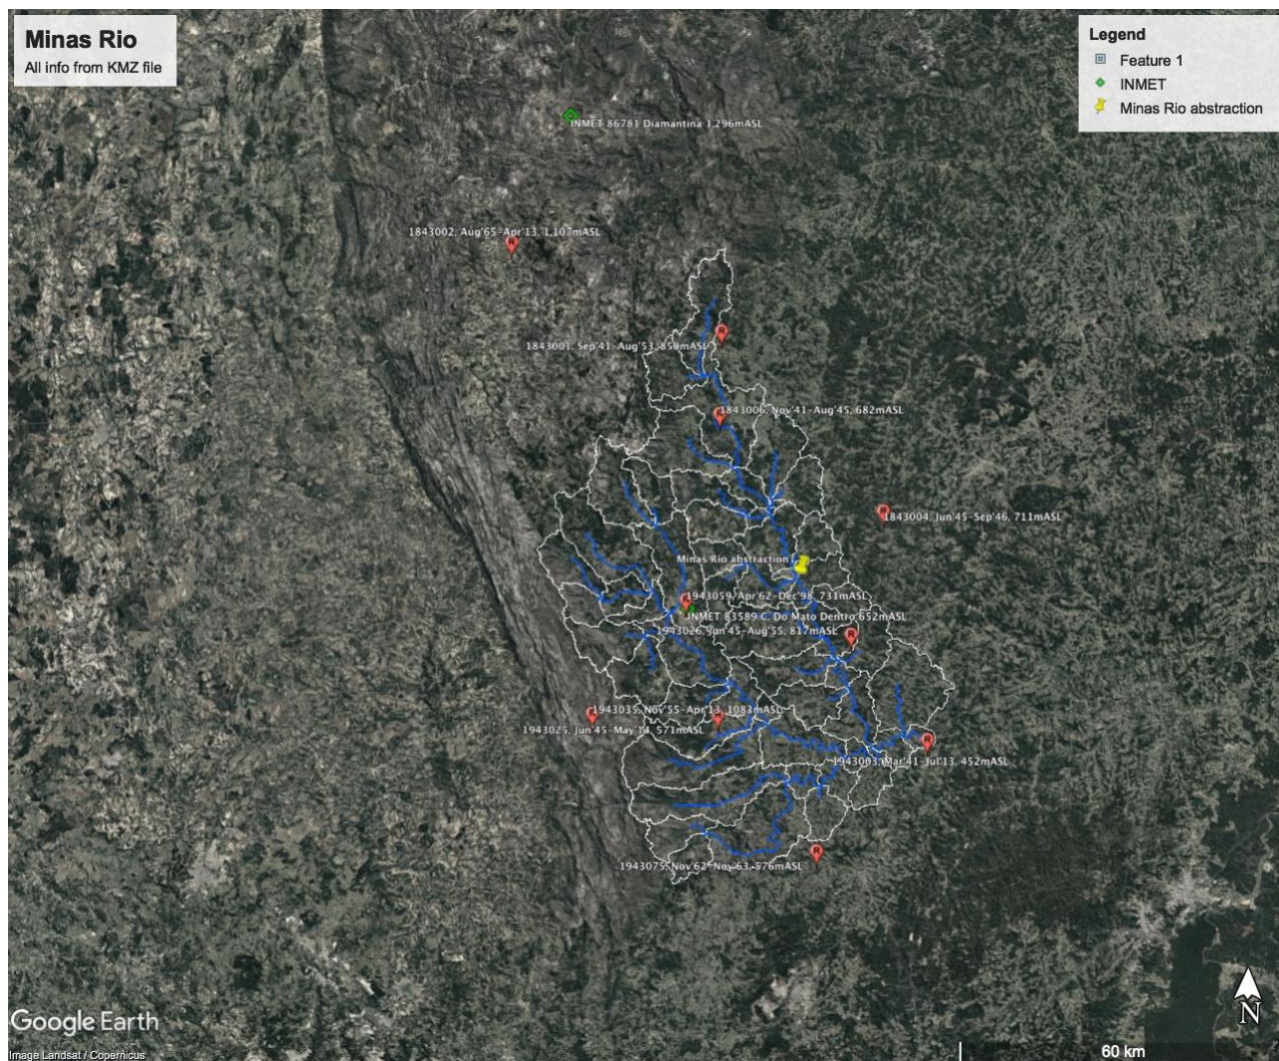 Minas Rio
All info from KMZ file
Legend
Feature 1
INMET
Minas Rio abstraction
INMET 86781 Diamantina 1,296mASL
1843002, Aug'65-Apr'13, 1,107mASL
1843001, Sep'41-Aug'53, 850mASL
1843006, Nov'41-Aug'45, 682mASL
1843004, Jun'45-Sep'46, 711mASL
Minas Rio abstraction
1943059, Apr'62-Dec'98, 731mASL
INMET 83589 C. Do Mato Dentro 652mASL
1943026, Jun'45-Aug'55, 817mASL
1943035, Nov'55-Apr'13, 1083mASL
1943025, Jun'45-May'14, 571mASL
1943003, Mar'41-Jul'13, 452mASL
1943075, Nov'62-Nov'63, 576mASL
Google Earth
Image Landsat / Copernicus
N
60 km